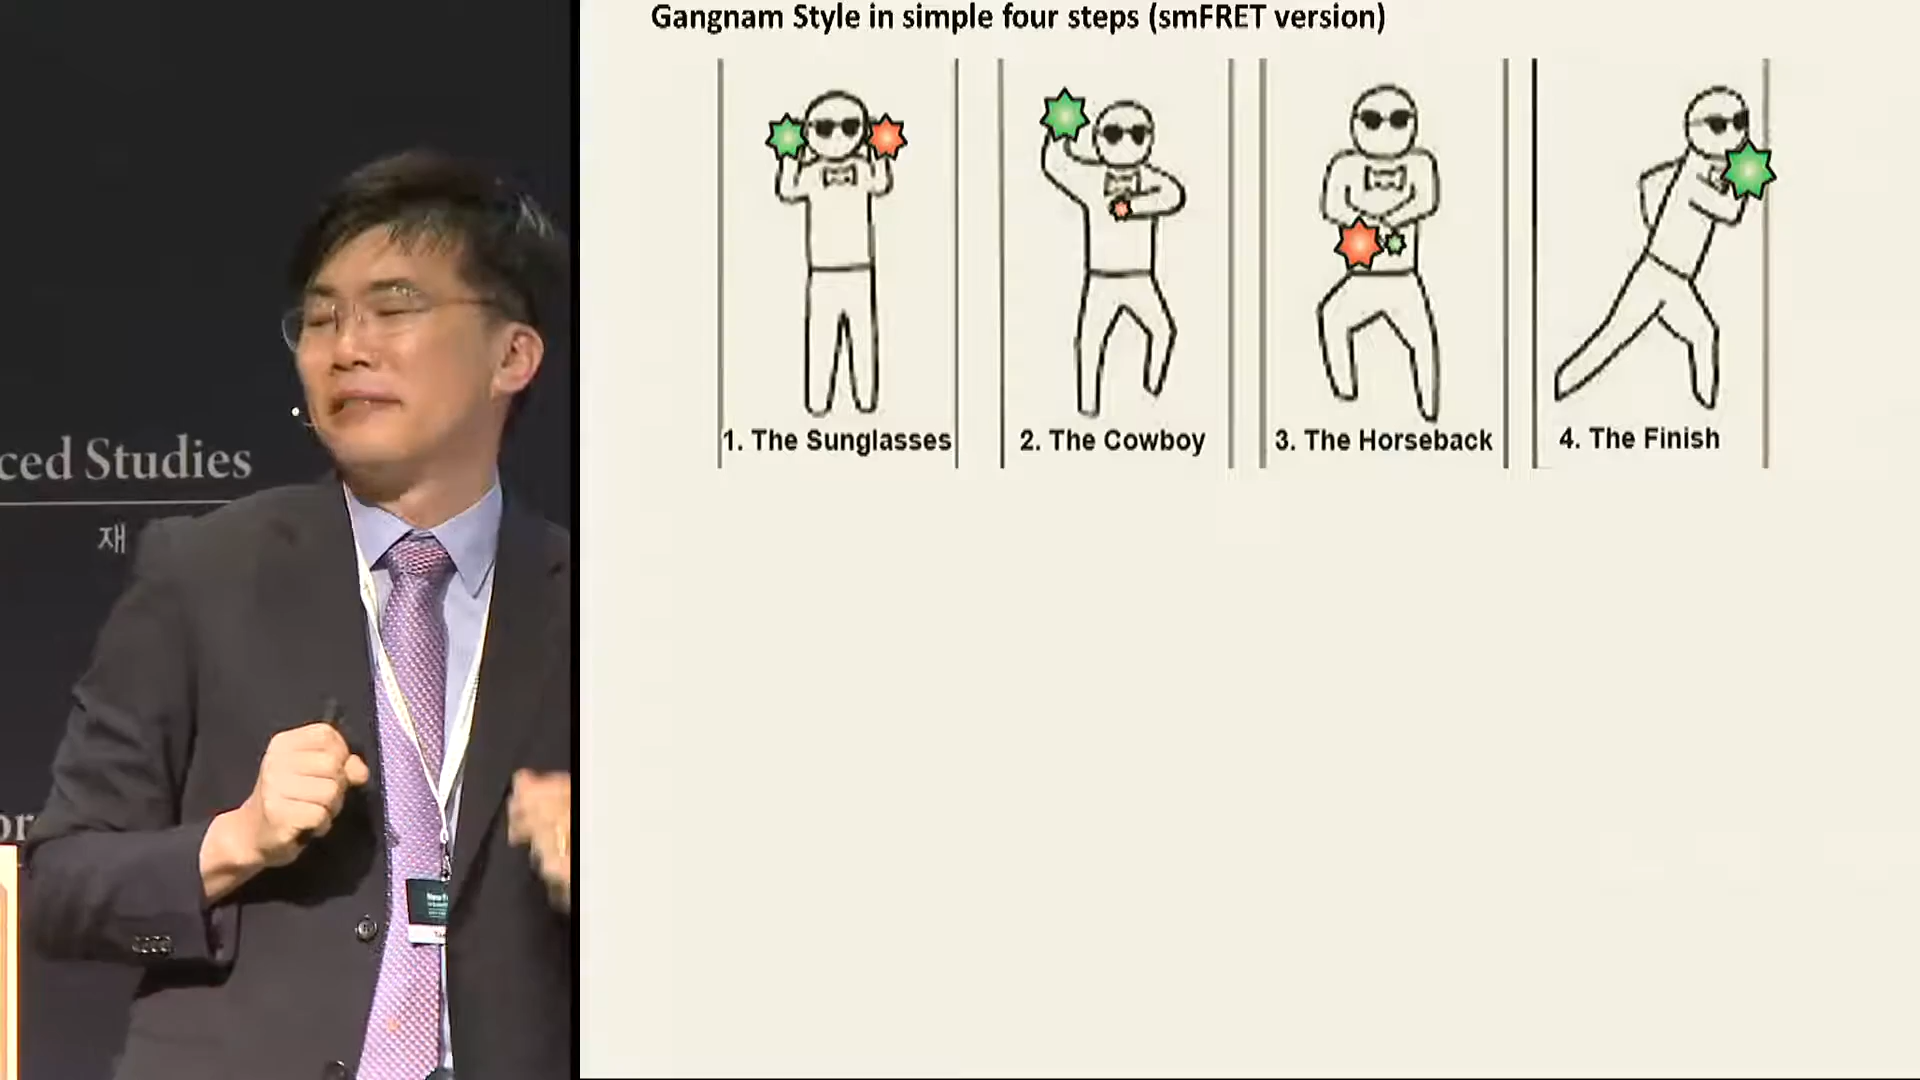 Gangnam Style in simple four steps (smFRET version)
1. The Sunglasses
2. The Cowboy
3. The Horseback
4. The Finish
ced Studies
재
or